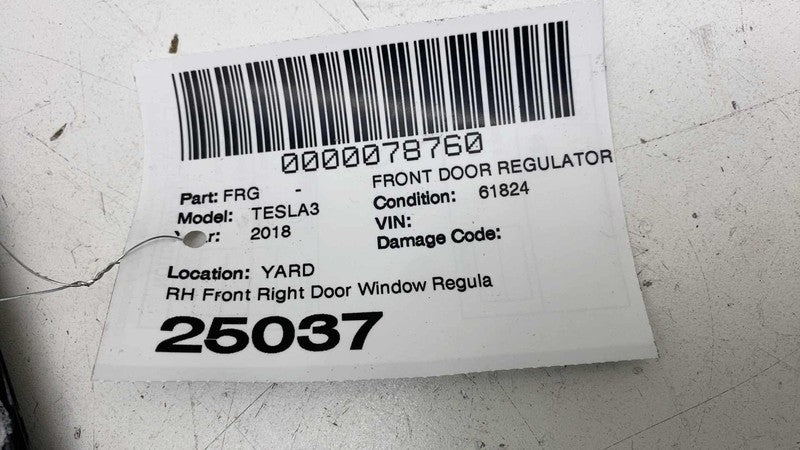 0000078760
Part: FRG - FRONT DOOR REGULATOR
Model: TESLA3 Condition: 61824
r: 2018 VIN:
Damage Code:
Location: YARD
RH Front Right Door Window Regula
25037